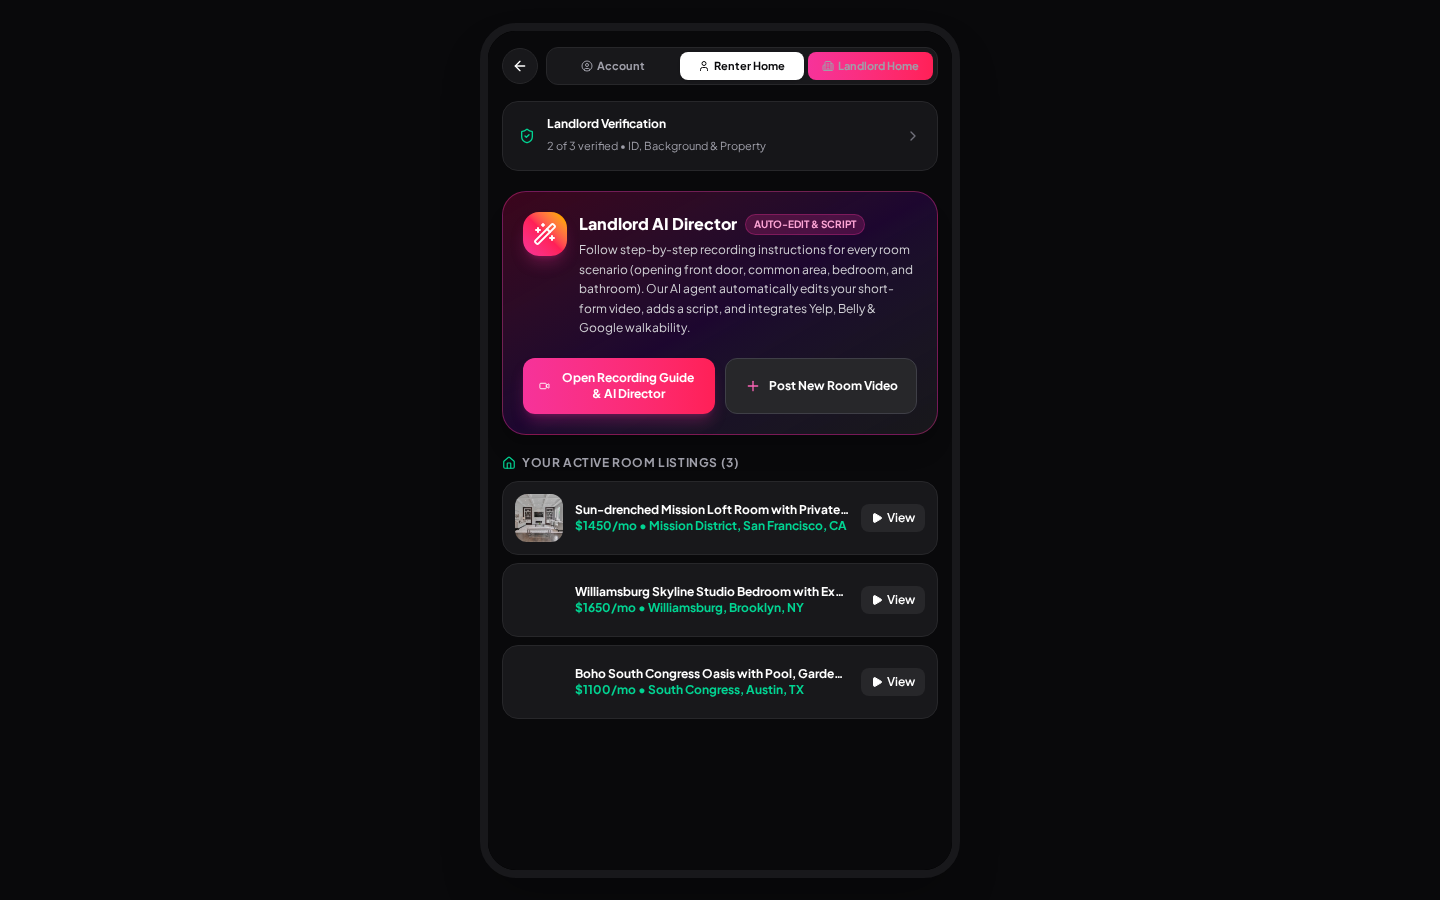 Account
Renter Home
Landlord Home
Landlord Verification
2 of 3 verified • ID, Background & Property
Landlord AI Director
AUTO-EDIT & SCRIPT
Follow step-by-step recording instructions for every room
scenario (opening front door, common area, bedroom, and
bathroom). Our AI agent automatically edits your short-
form video, adds a script, and integrates Yelp, Belly &
Google walkability.
Open Recording Guide
& AI Director
Post New Room Video
YOUR ACTIVE ROOM LISTINGS (3)
Sun-drenched Mission Loft Room with Private…
$1450/mo • Mission District, San Francisco, CA
View
Williamsburg Skyline Studio Bedroom with Ex…
$1650/mo • Williamsburg, Brooklyn, NY
View
Boho South Congress Oasis with Pool, Garde…
$1100/mo • South Congress, Austin, TX
View